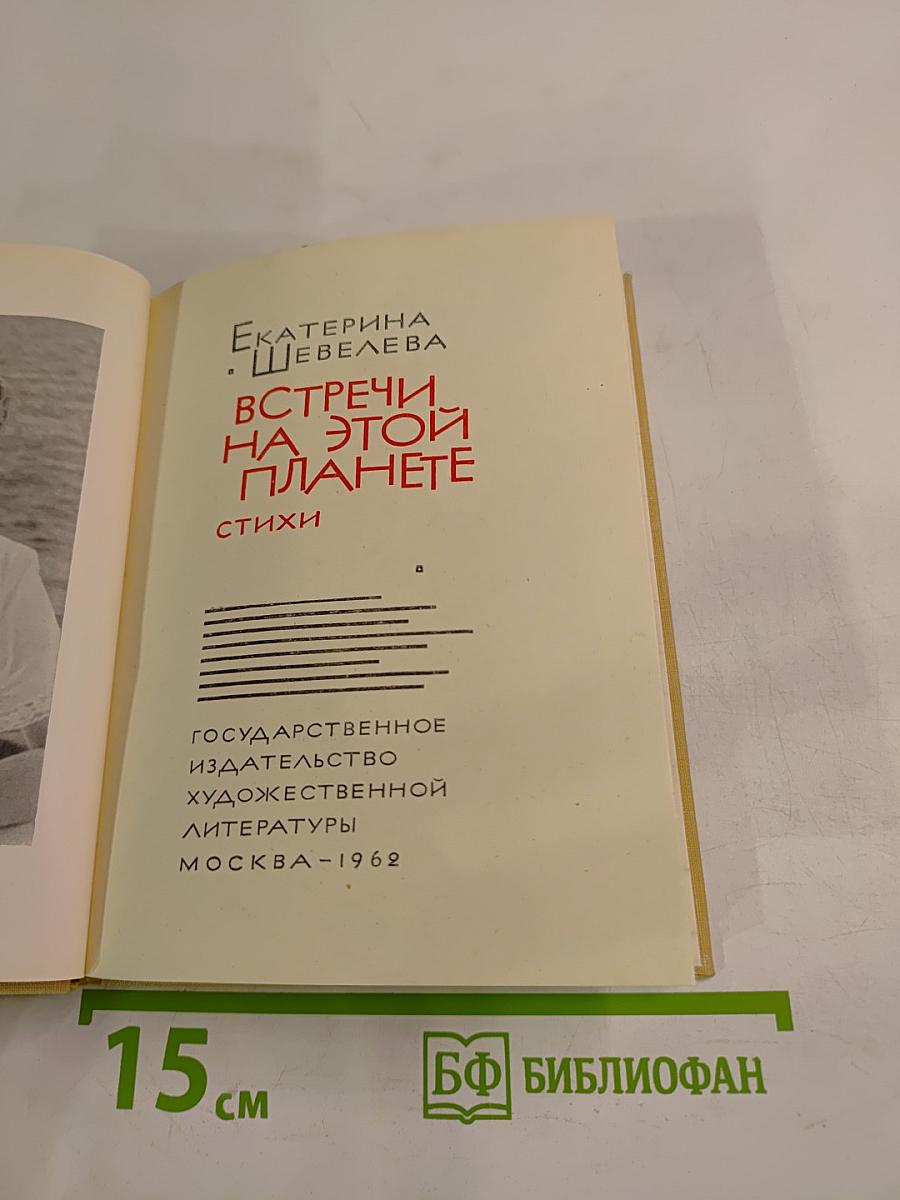 ЕКАТЕРИНА
ШЕВЕЛЕВА
ВСТРЕЧИ
НА ЭТОЙ
ПЛАНЕТЕ
СТИХИ
ГОСУДАРСТВЕННОЕ
ИЗДАТЕЛЬСТВО
ХУДОЖЕСТВЕННОЙ
ЛИТЕРАТУРЫ
МОСКВА – 1962
15 см
БФ БИБЛИОФАН